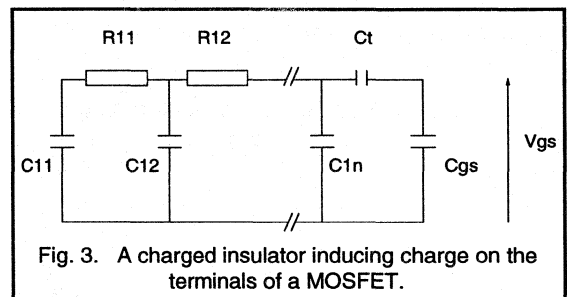 R11 R12 Ct
C11 C12 C1n Cgs Vgs
Fig. 3. A charged insulator inducing charge on the
terminals of a MOSFET.